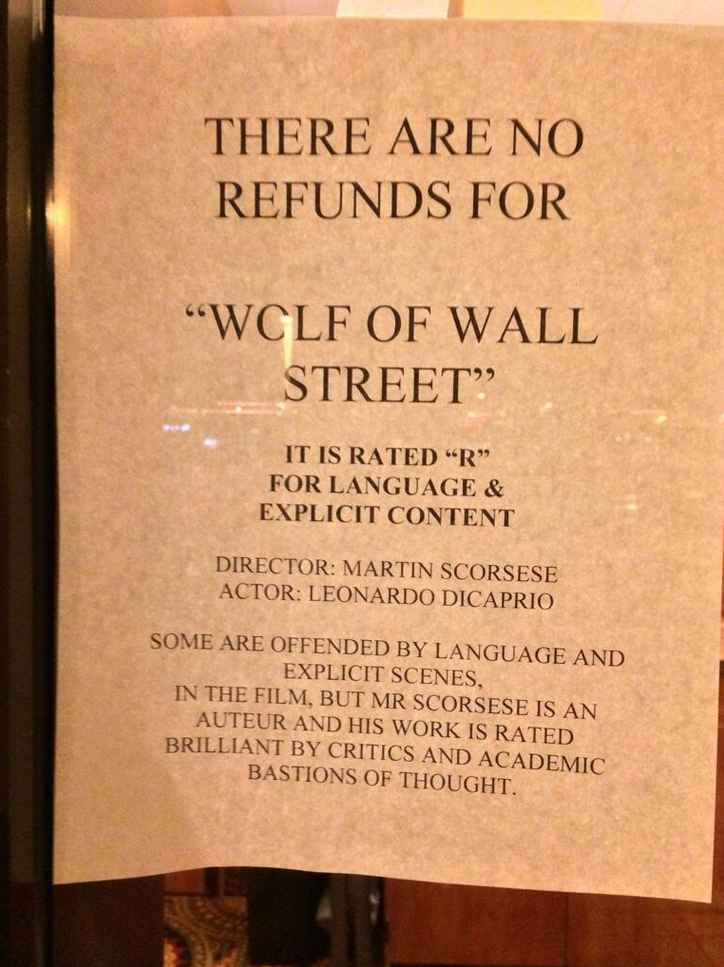 THERE ARE NO
REFUNDS FOR
“WOLF OF WALL
STREET”
IT IS RATED “R”
FOR LANGUAGE &
EXPLICIT CONTENT
DIRECTOR: MARTIN SCORSESE
ACTOR: LEONARDO DICAPRIO
SOME ARE OFFENDED BY LANGUAGE AND
EXPLICIT SCENES,
IN THE FILM, BUT MR SCORSESE IS AN
AUTEUR AND HIS WORK IS RATED
BRILLIANT BY CRITICS AND ACADEMIC
BASTIONS OF THOUGHT.